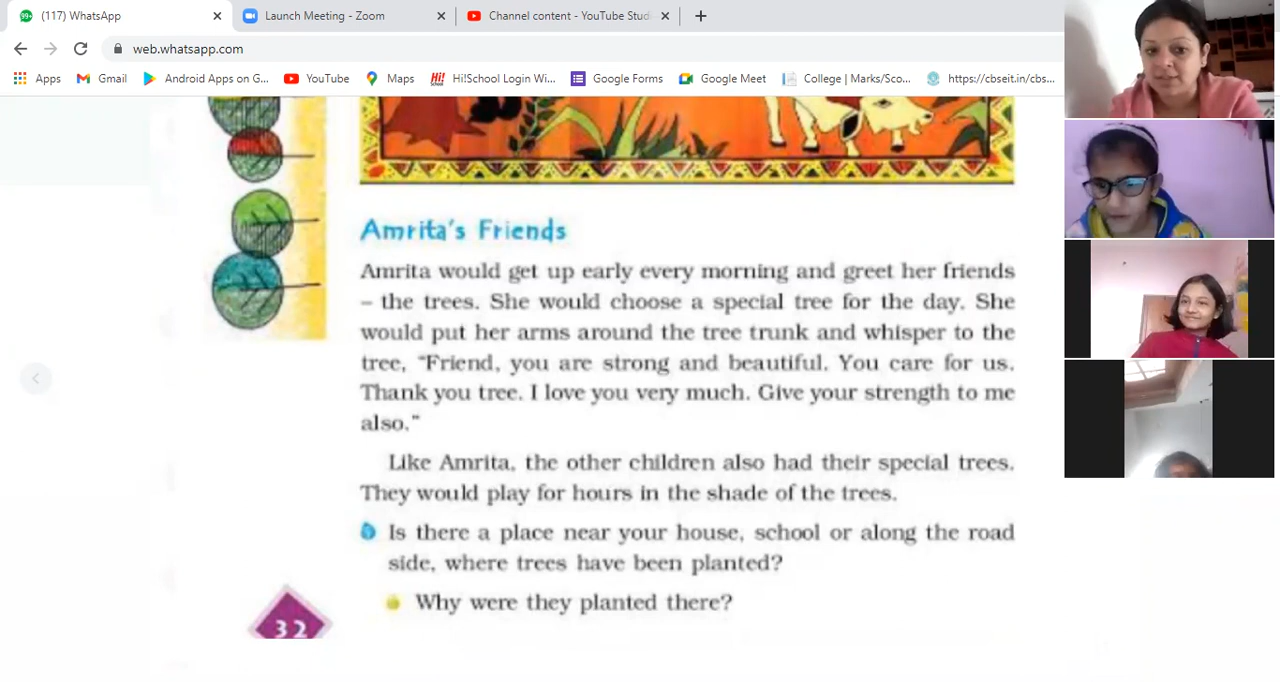 (117) WhatsApp
Launch Meeting - Zoom
Channel content - YouTube Stud
web.whatsapp.com
Apps
Gmail
Android Apps on G...
YouTube
Maps
Hi! Hi!School Login Wi...
Google Forms
Google Meet
College | Marks/Sco...
https://cbseit.in/cbs...
Amrita's Friends
Amrita would get up early every morning and greet her friends
– the trees. She would choose a special tree for the day. She
would put her arms around the tree trunk and whisper to the
tree, "Friend, you are strong and beautiful. You care for us.
Thank you tree. I love you very much. Give your strength to me
also."
Like Amrita, the other children also had their special trees.
They would play for hours in the shade of the trees.
Is there a place near your house, school or along the road
side, where trees have been planted?
Why were they planted there?
32